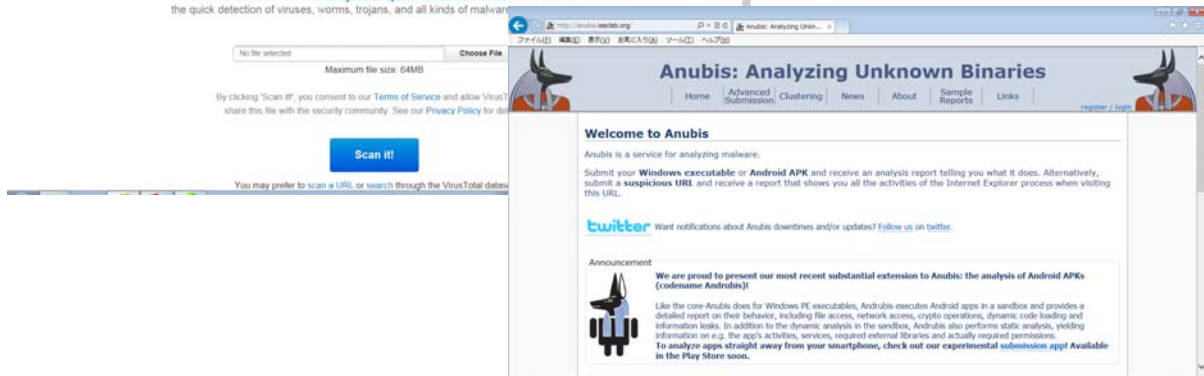 the quick detection of viruses, worms, trojans, and all kinds of malwar
No file selected
Choose File
Maximum file size: 64MB
By clicking 'Scan it!', you consent to our Terms of Service and allow VirusT
share this file with the security community. See our Privacy Policy for de
Scan it!
You may prefer to scan a URL or search through the VirusTotal datas
http://anubis.iseclab.org/
Anubis: Analyzing Unkn...
ファイル(F) 編集(E) 表示(V) お気に入り(A) ツール(T) ヘルプ(H)
Anubis: Analyzing Unknown Binaries
Home
Advanced Submission
Clustering
News
About
Sample Reports
Links
register / login
Welcome to Anubis
Anubis is a service for analyzing malware.
Submit your Windows executable or Android APK and receive an analysis report telling you what it does. Alternatively,
submit a suspicious URL and receive a report that shows you all the activities of the Internet Explorer process when visiting
this URL.
twitter Want notifications about Anubis downtimes and/or updates? Follow us on twitter.
Announcement
We are proud to present our most recent substantial extension to Anubis: the analysis of Android APKs
(codename Andrubis)!
Like the core-Anubis does for Windows PE executables, Andrubis executes Android apps in a sandbox and provides a
detailed report on their behavior, including file access, network access, crypto operations, dynamic code loading and
information leaks. In addition to the dynamic analysis in the sandbox, Andrubis also performs static analysis, yielding
information on e.g. the app's activities, services, required external libraries and actually required permissions.
To analyze apps straight away from your smartphone, check out our experimental submission app! Available
in the Play Store soon.